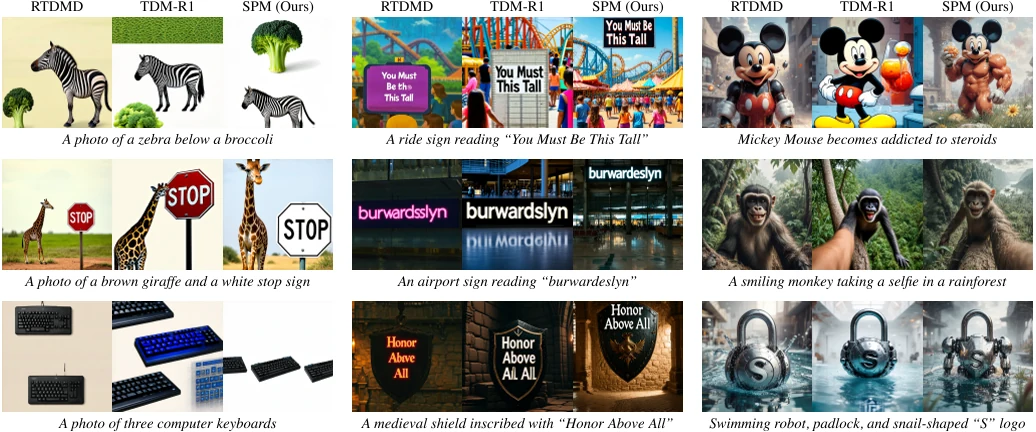 RTDMD TDM-R1 SPM (Ours) RTDMD TDM-R1 SPM (Ours) RTDMD TDM-R1 SPM (Ours)
You Must
Be
This Tall
You Must
This Tall
You Must Be
This Tall
A photo of a zebra below a broccoli
A ride sign reading “You Must Be This Tall”
Mickey Mouse becomes addicted to steroids
STOP
STOP
STOP
burwardsslyn
burwardslyn
burwardeslyn
A photo of a brown giraffe and a white stop sign
An airport sign reading “burwardeslyn”
A smiling monkey taking a selfie in a rainforest
Honor
Above
All
Honor
Above
All All
Honor
Above All
S
S
S
A photo of three computer keyboards
A medieval shield inscribed with “Honor Above All”
Swimming robot, padlock, and snail-shaped “S” logo